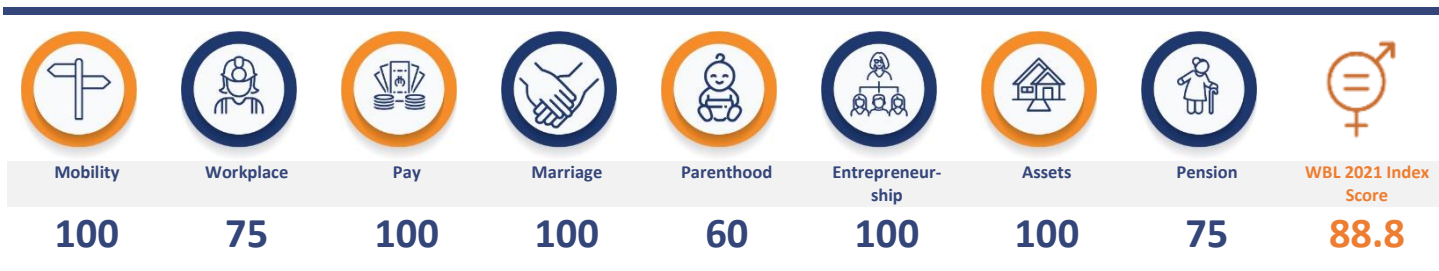 Mobility Workplace Pay Marriage Parenthood Entrepreneur- Assets Pension WBL 2021 Index
ship Score
100 75 100 100 60 100 100 75 88.8